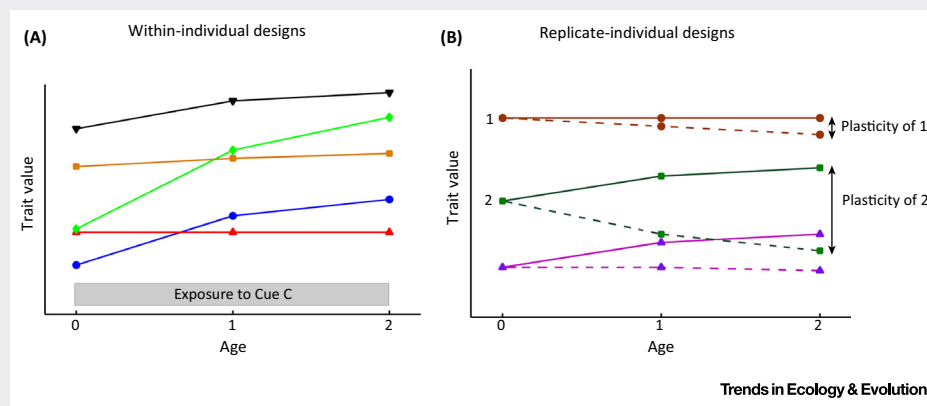 (A)
Within-individual designs
Trait value
Exposure to Cue C
0 1 2
Age
(B)
Replicate-individual designs
Trait value
1
Plasticity of 1
2
Plasticity of 2
0 1 2
Age
Trends in Ecology & Evolution